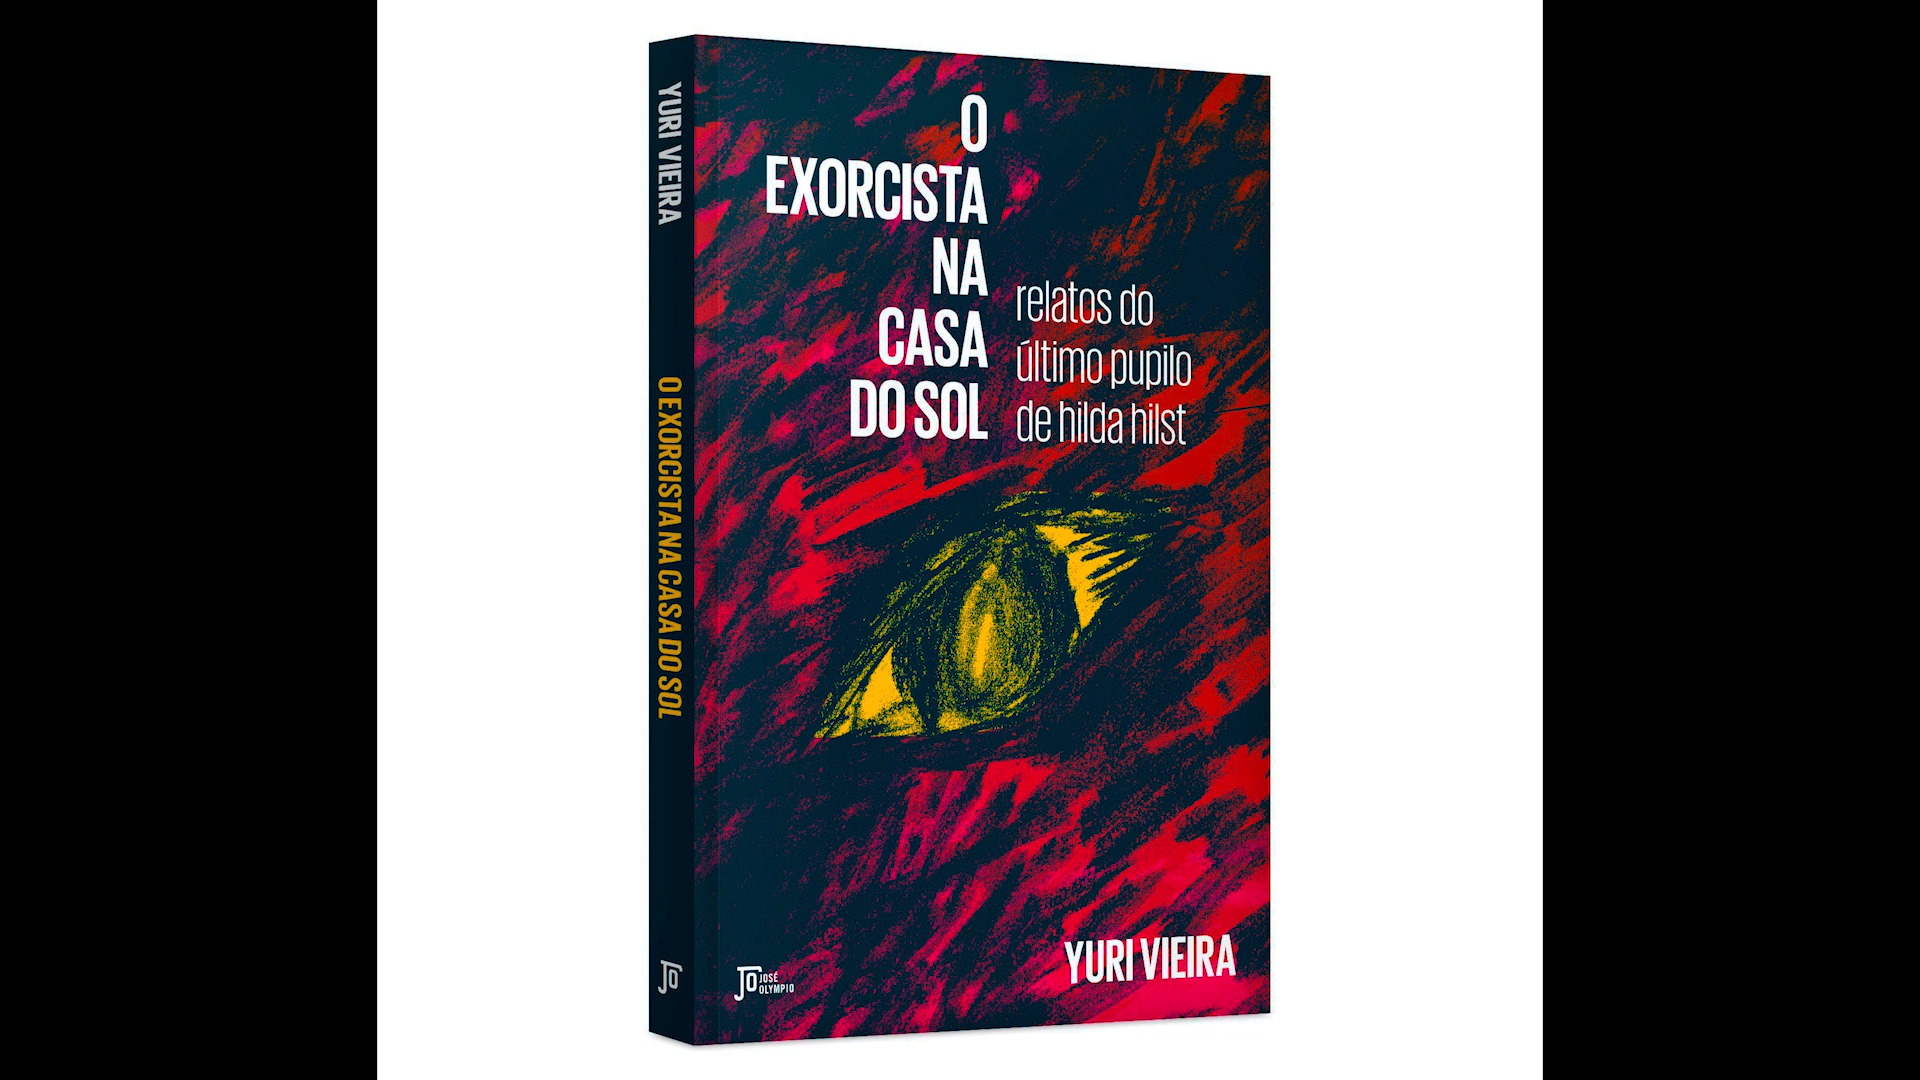 YURI VIEIRA
O EXORCISTA NA CASA DO SOL
JO
O
EXORCISTA
NA
CASA
DO SOL
relatos do
último pupilo
de hilda hilst
YURI VIEIRA
JO JOSÉ
OLYMPIO